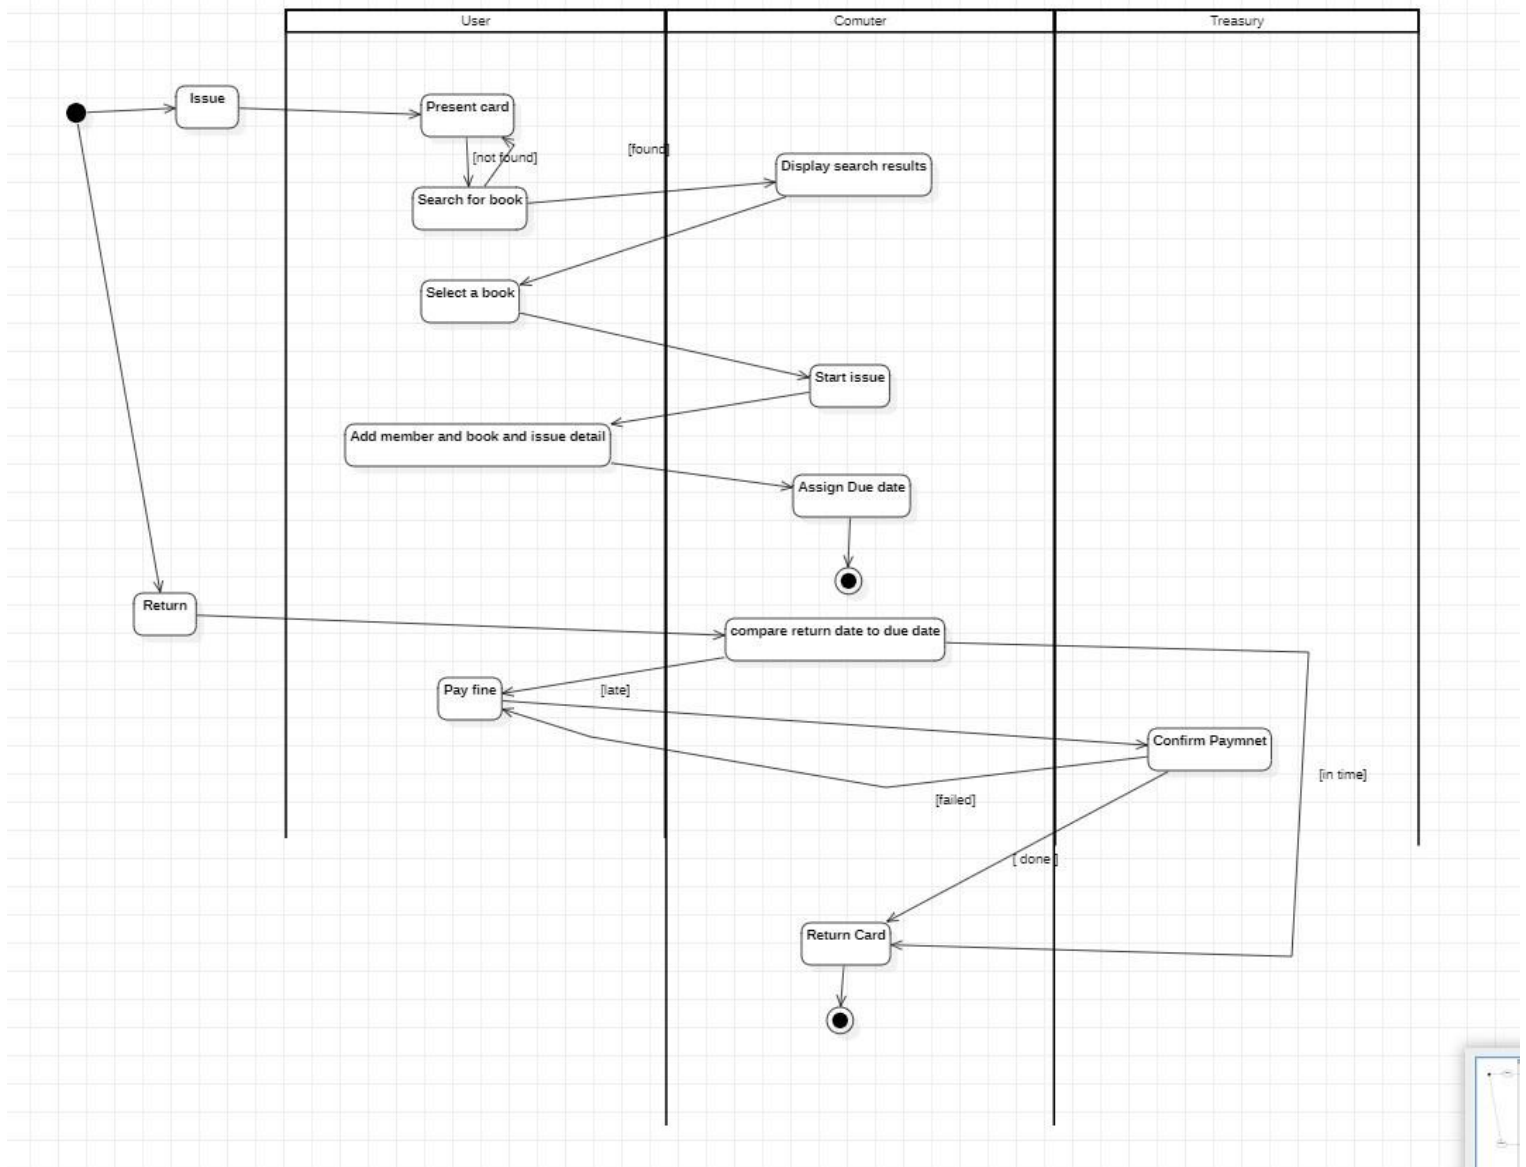 User
Comuter
Treasury
Issue
Present card
[not found]
[found]
Display search results
Search for book
Select a book
Start issue
Add member and book and issue detail
Assign Due date
Return
compare return date to due date
Pay fine
[late]
Confirm Paymnet
[in time]
[failed]
[ done ]
Return Card